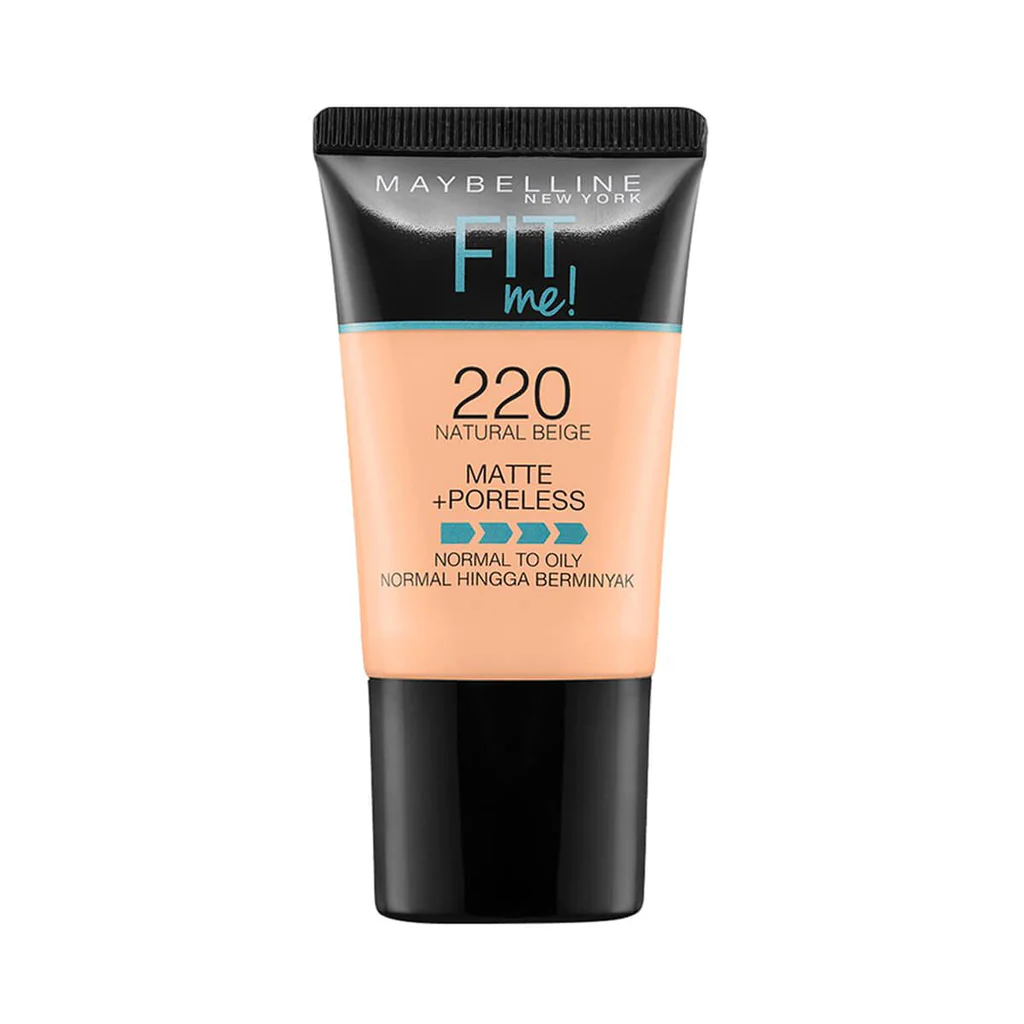 MAYBELLINE
NEW YORK
FIT
me!
220
NATURAL BEIGE
MATTE
+PORELESS
NORMAL TO OILY
NORMAL HINGGA BERMINYAK